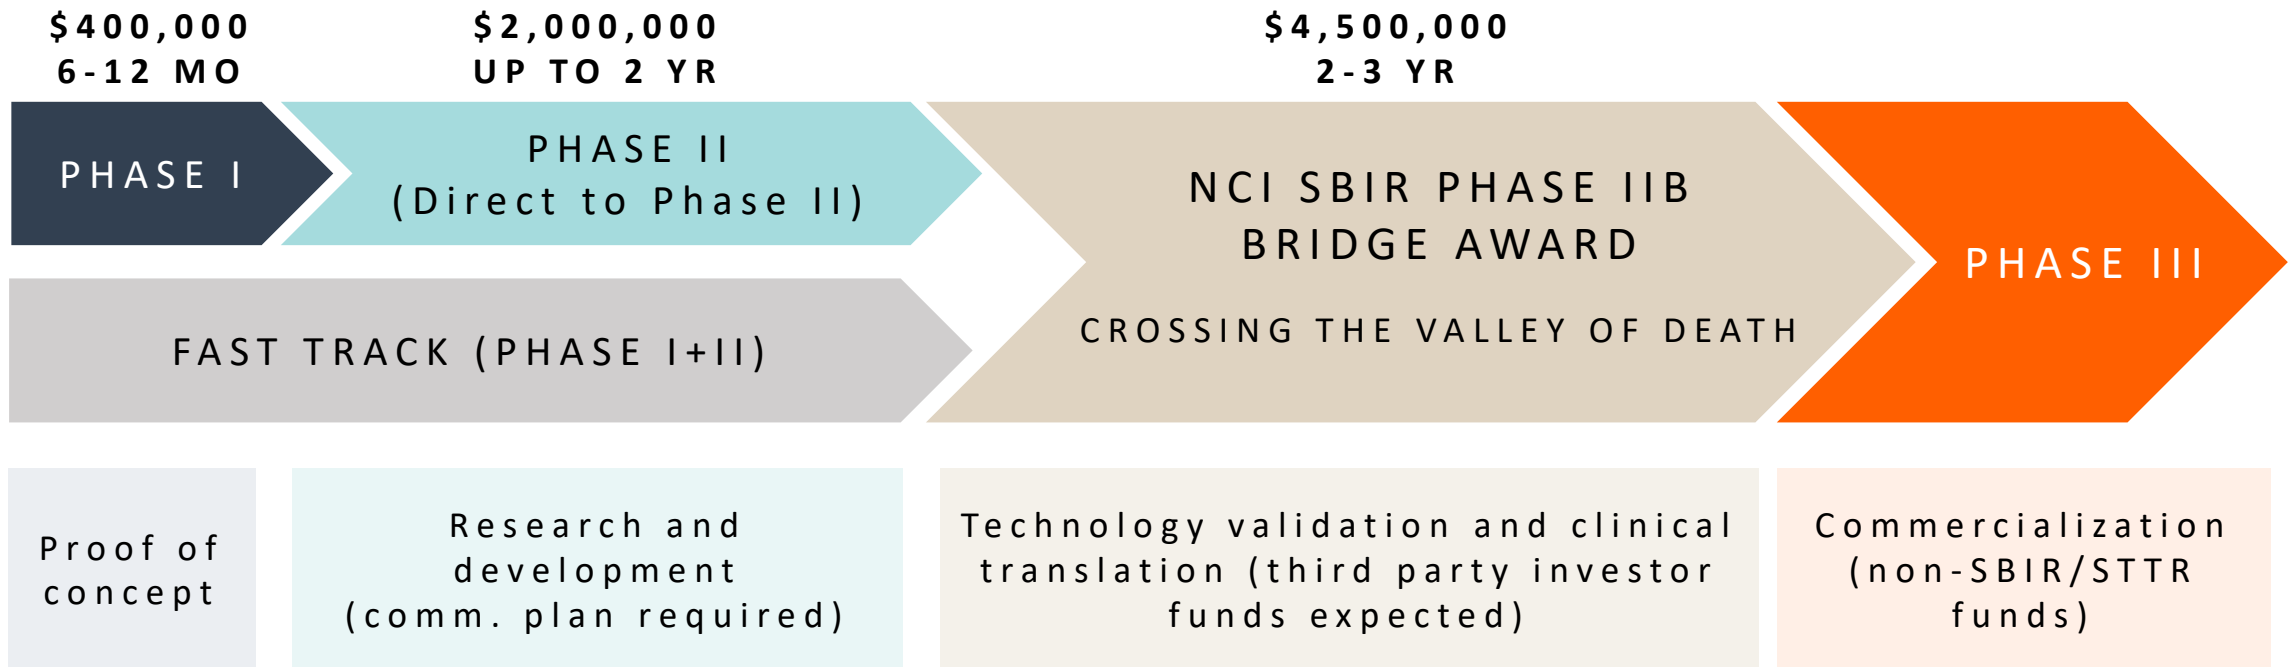 $400,000
6-12 MO
$2,000,000
UP TO 2 YR
$4,500,000
2-3 YR
PHASE I
PHASE II
(Direct to Phase II)
FAST TRACK (PHASE I+II)
NCI SBIR PHASE IIB
BRIDGE AWARD
CROSSING THE VALLEY OF DEATH
PHASE III
Proof of
concept
Research and
development
(comm. plan required)
Technology validation and clinical
translation (third party investor
funds expected)
Commercialization
(non-SBIR/STTR
funds)